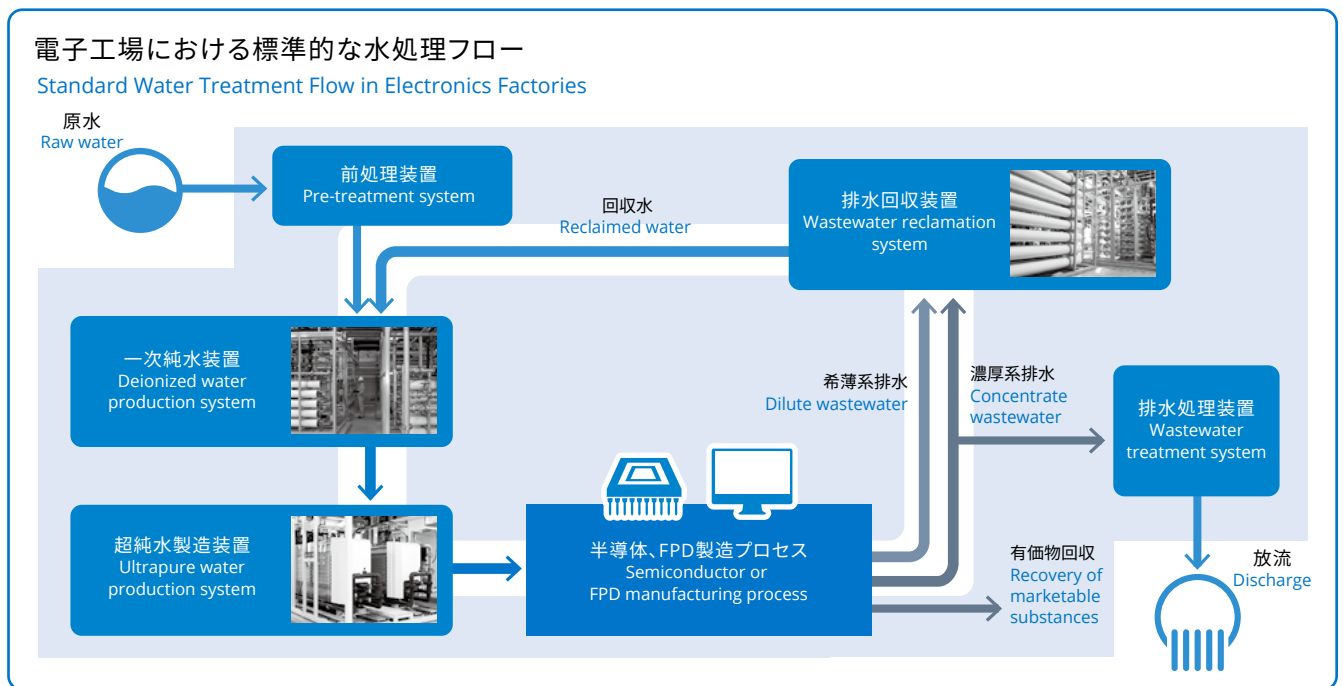 電子工場における標準的な水処理フロー
Standard Water Treatment Flow in Electronics Factories
原水
Raw water
前処理装置
Pre-treatment system
回収水
Reclaimed water
排水回収装置
Wastewater reclamation
system
一次純水装置
Deionized water
production system
希薄系排水
Dilute wastewater
濃厚系排水
Concentrate
wastewater
排水処理装置
Wastewater
treatment system
超純水製造装置
Ultrapure water
production system
半導体、FPD製造プロセス
Semiconductor or
FPD manufacturing process
有価物回収
Recovery of
marketable
substances
放流
Discharge